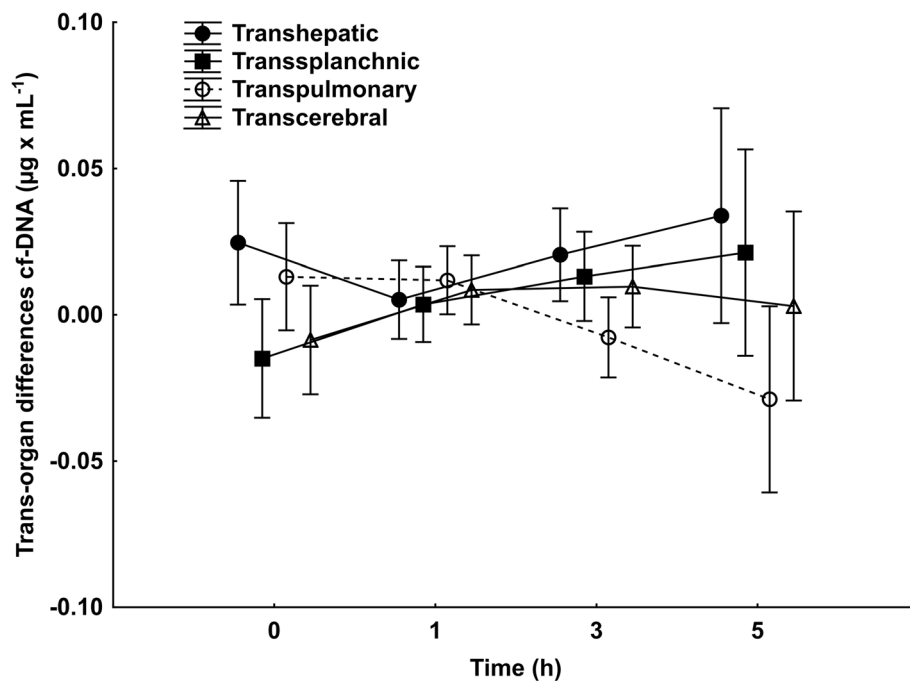 0.10
0.05
0.00
-0.05
-0.10
Trans-organ differences cf-DNA (µg x mL⁻¹)
Transhepatic
Transsplanchnic
Transpulmonary
Transcerebral
0 1 3 5
Time (h)